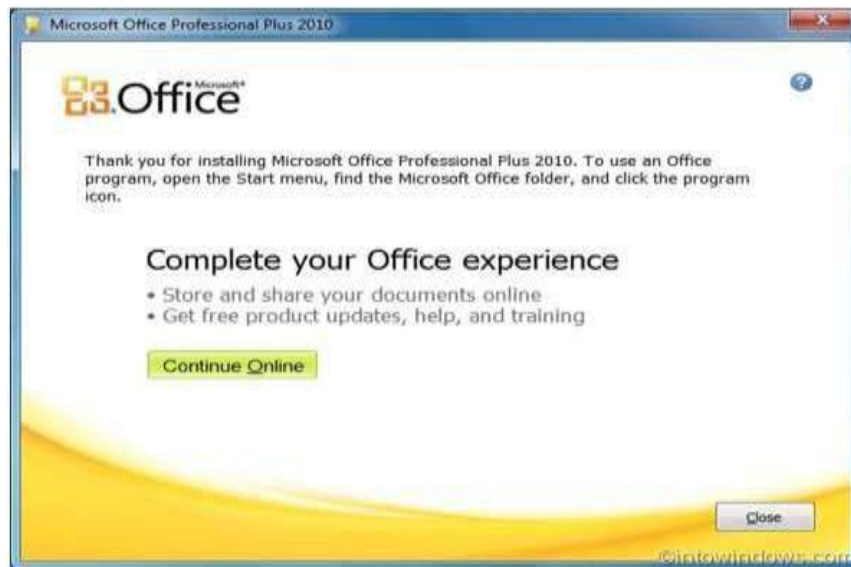 Microsoft Office Professional Plus 2010
Microsoft®
Office
Thank you for installing Microsoft Office Professional Plus 2010. To use an Office
program, open the Start menu, find the Microsoft Office folder, and click the program
icon.
Complete your Office experience
• Store and share your documents online
• Get free product updates, help, and training
Continue Online
Close
©intowindows.com